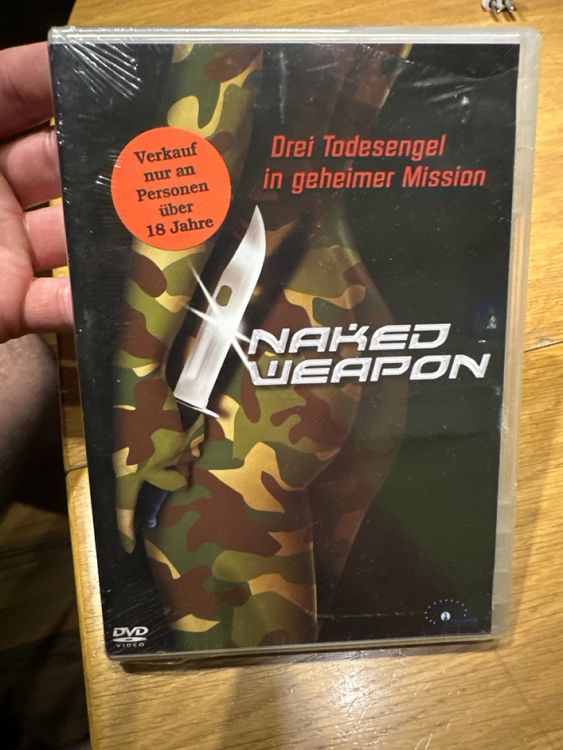 Drei Todesengel
in geheimer Mission
Verkauf
nur an
Personen
über
18 Jahre
NAKED
WEAPON
DVD
VIDEO